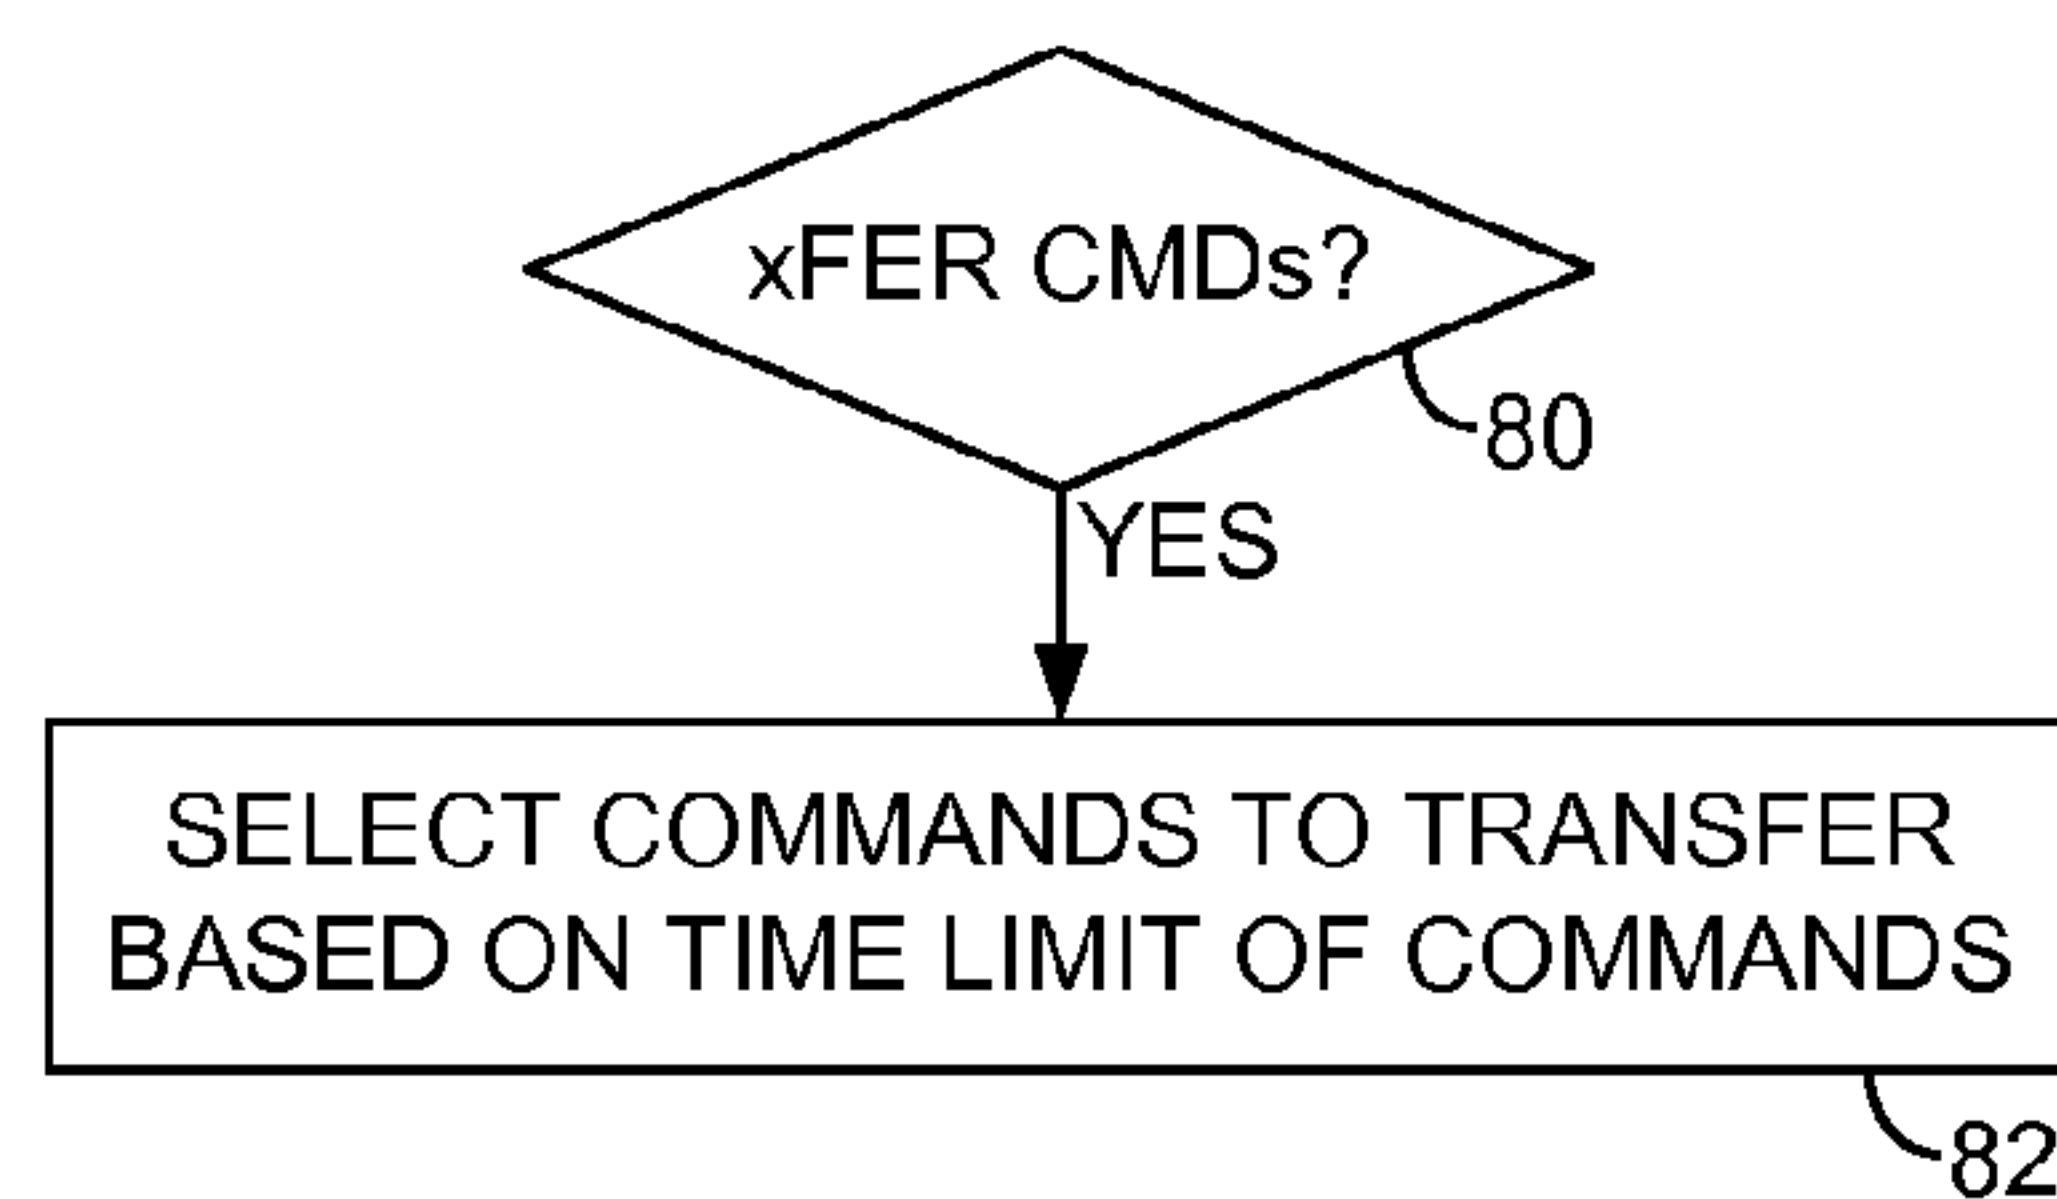 xFER CMDs?
80
YES
SELECT COMMANDS TO TRANSFER
BASED ON TIME LIMIT OF COMMANDS
82